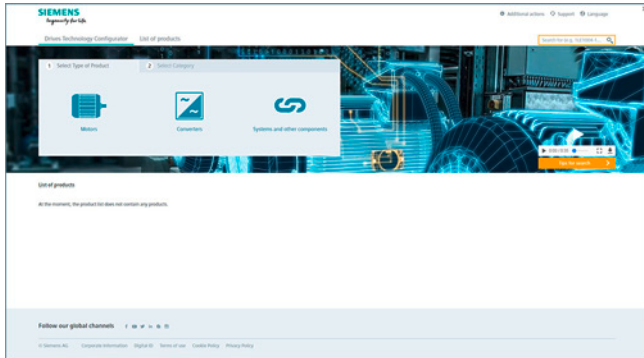 SIEMENS
Ingenuity for life
Additional actions Support Language
Drives Technology Configurator List of products
1 Select Type of Product 2 Select Category
Motors Converters Systems and other components
Tips for search
List of products
At the moment, the product list does not contain any products.
Follow our global channels
© Siemens AG Corporate Information Digital ID Terms of use Cookie Policy Privacy Policy